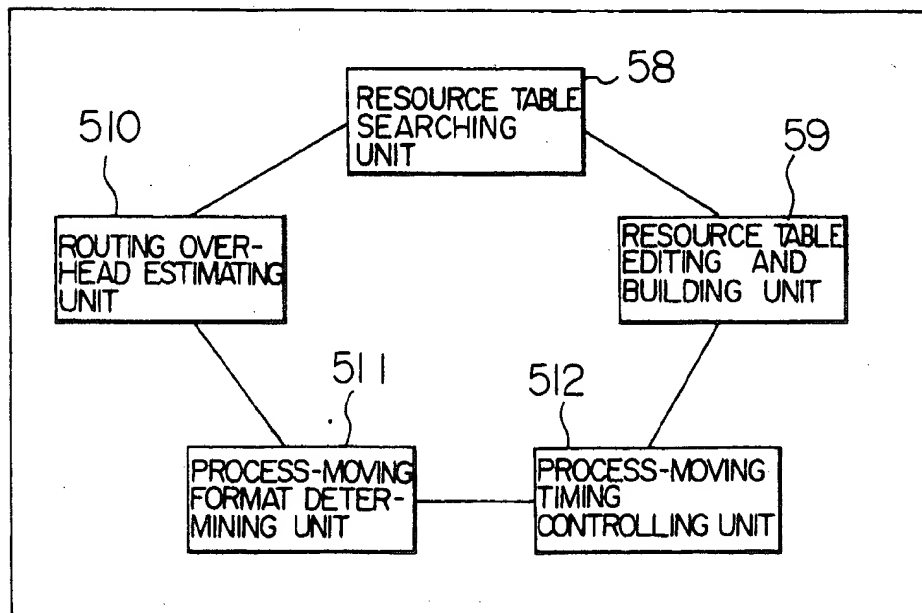 58
RESOURCE TABLE
SEARCHING
UNIT
510
ROUTING OVER-
HEAD ESTIMATING
UNIT
59
RESOURCE TABLE
EDITING AND
BUILDING UNIT
511
PROCESS-MOVING
FORMAT DETER-
MINING UNIT
512
PROCESS-MOVING
TIMING
CONTROLLING UNIT